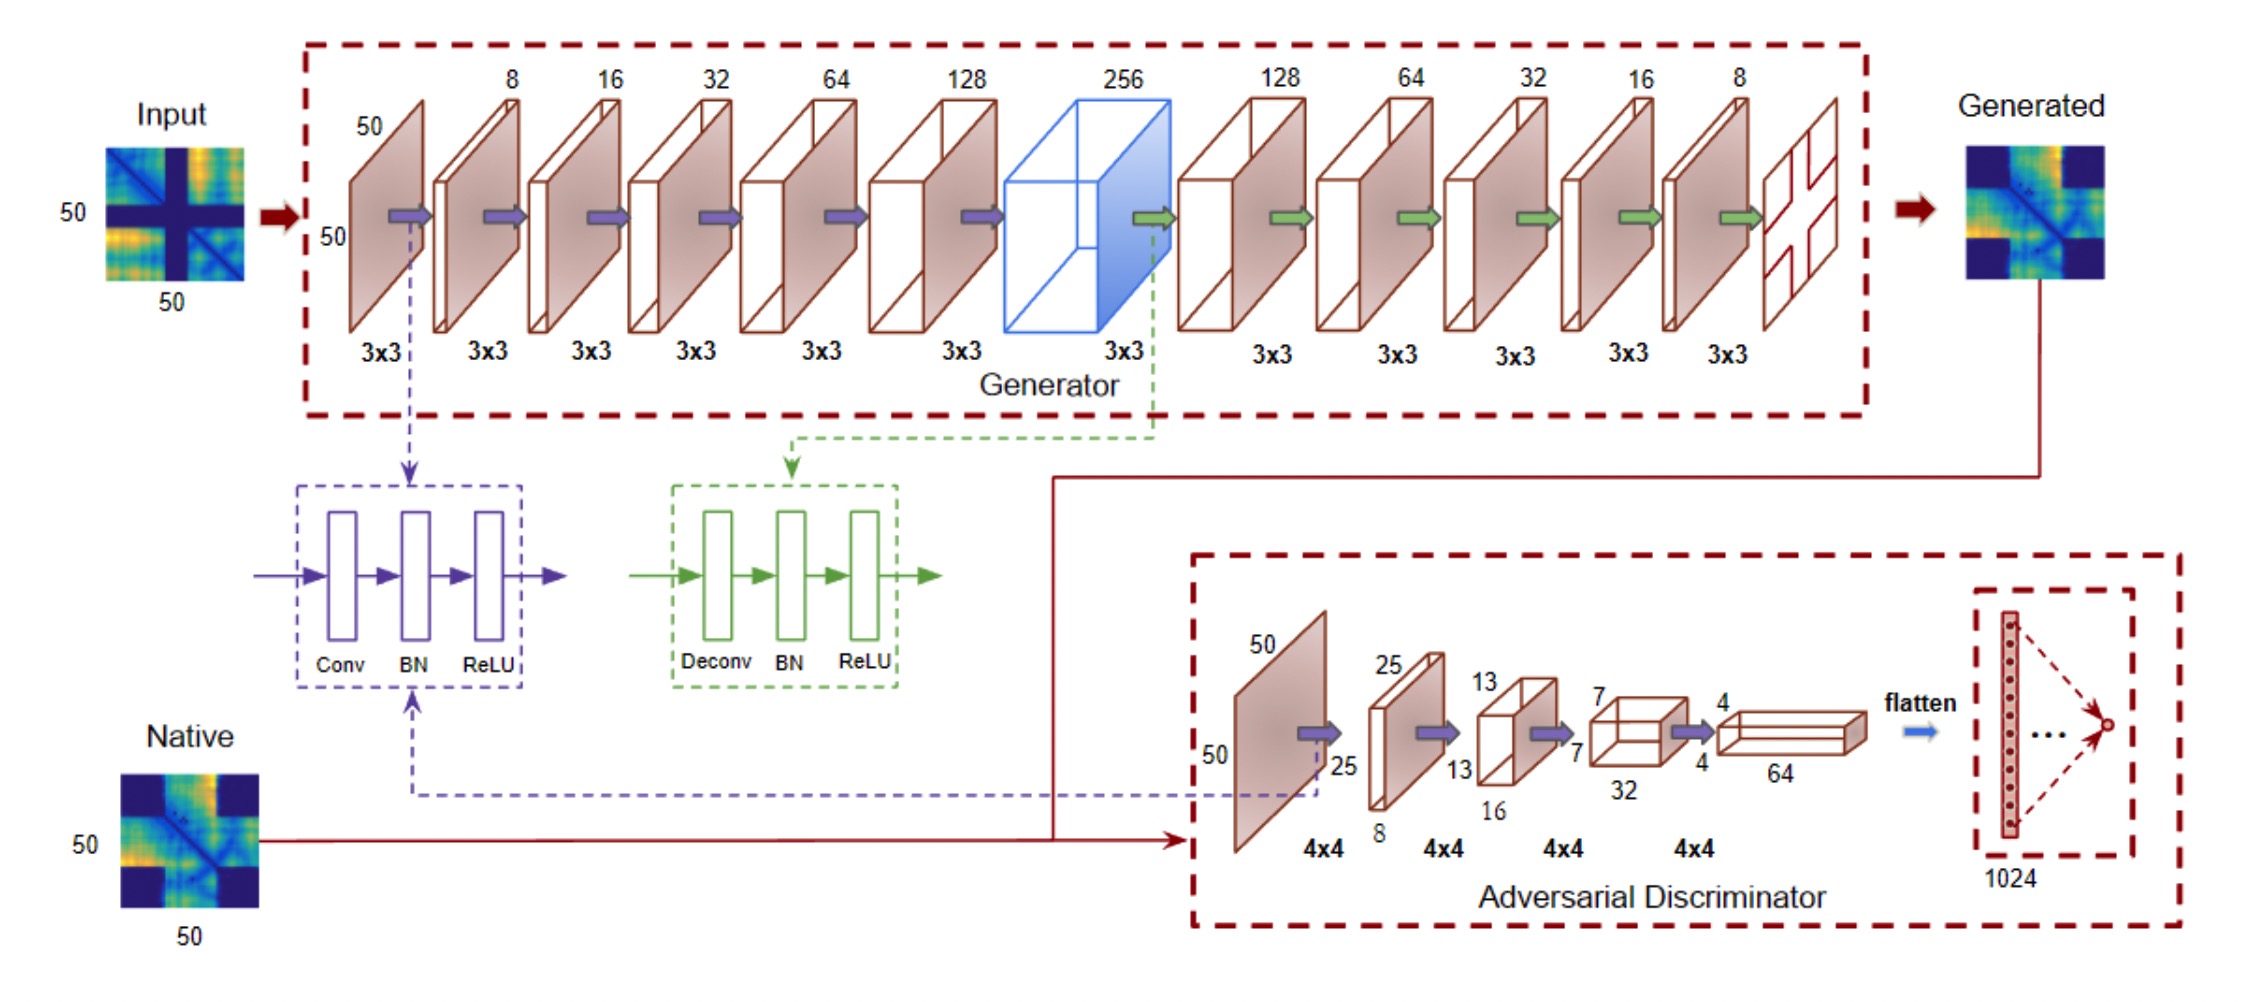 Input
50
50
8 16 32 64 128 256 128 64 32 16 8
50
50
3x3 3x3 3x3 3x3 3x3 3x3 3x3 3x3 3x3 3x3 3x3 3x3
Generator
Generated
Conv BN ReLU
Deconv BN ReLU
Native
50
50
50
50
25
25
8
13
13
16
7
7
32
4
4
64
4x4 4x4 4x4 4x4
flatten
...
1024
Adversarial Discriminator